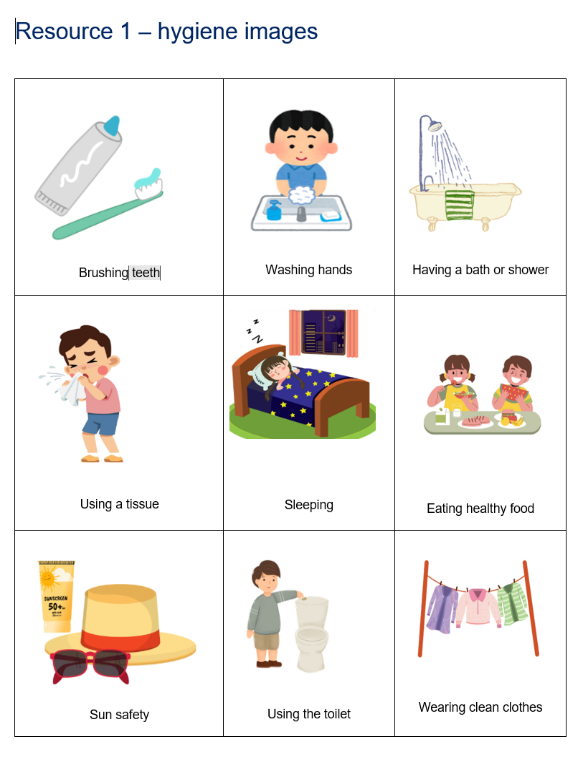 Resource 1 – hygiene images
Brushing teeth
Washing hands
Having a bath or shower
z z Z
Using a tissue
Sleeping
Eating healthy food
SUNSCREEN
50+
Sun safety
Using the toilet
Wearing clean clothes